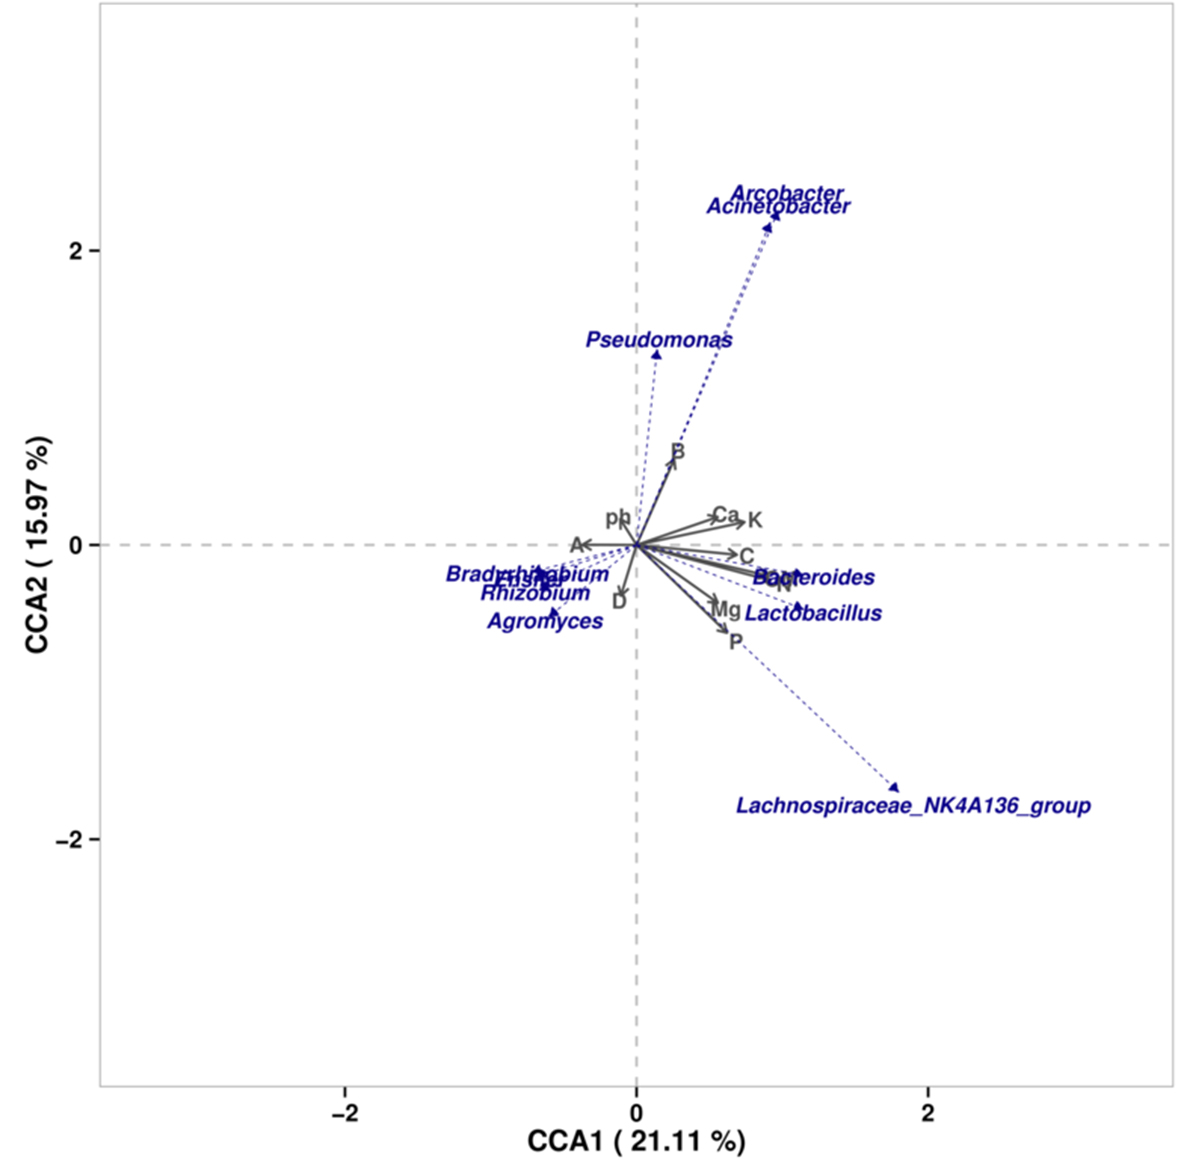 Arcobacter
Acinetobacter
2
Pseudomonas
B
ph
Ca
K
0
A
C
Bradyrhizobium
Ensifer
Bacteroides
N
Rhizobium
D
Mg
Lactobacillus
Agromyces
P
Lachnospiraceae_NK4A136_group
−2
CCA2 ( 15.97 %)
−2
0
2
CCA1 ( 21.11 %)